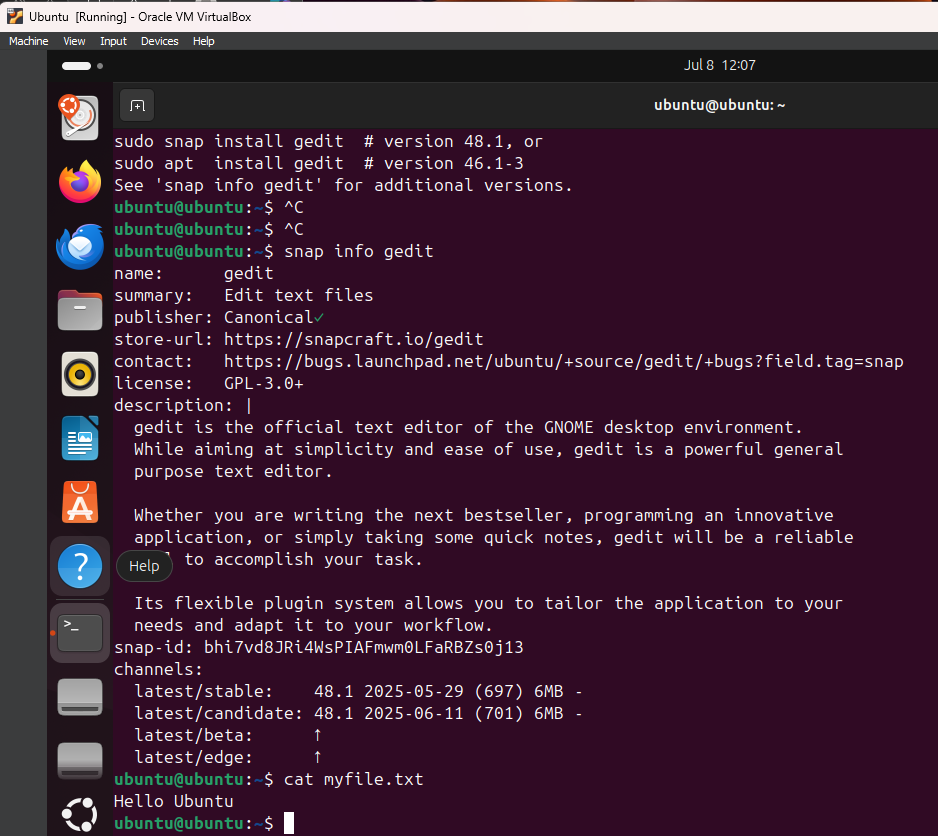 Ubuntu [Running] - Oracle VM VirtualBox
Machine View Input Devices Help
Jul 8 12:07
ubuntu@ubuntu: ~
sudo snap install gedit  # version 48.1, or
sudo apt  install gedit  # version 46.1-3
See 'snap info gedit' for additional versions.
ubuntu@ubuntu:~$ ^C
ubuntu@ubuntu:~$ ^C
ubuntu@ubuntu:~$ snap info gedit
name:      gedit
summary:   Edit text files
publisher: Canonical✓
store-url: https://snapcraft.io/gedit
contact:   https://bugs.launchpad.net/ubuntu/+source/gedit/+bugs?field.tag=snap
license:   GPL-3.0+
description: |
  gedit is the official text editor of the GNOME desktop environment.
  While aiming at simplicity and ease of use, gedit is a powerful general
  purpose text editor.
  Whether you are writing the next bestseller, programming an innovative
  application, or simply taking some quick notes, gedit will be a reliable
Help
to accomplish your task.
  Its flexible plugin system allows you to tailor the application to your
  needs and adapt it to your workflow.
snap-id: bhi7vd8JRi4WsPIAFmwm0LFaRBZs0j13
channels:
  latest/stable:    48.1 2025-05-29 (697) 6MB -
  latest/candidate: 48.1 2025-06-11 (701) 6MB -
  latest/beta:      ↑
  latest/edge:      ↑
ubuntu@ubuntu:~$ cat myfile.txt
Hello Ubuntu
ubuntu@ubuntu:~$